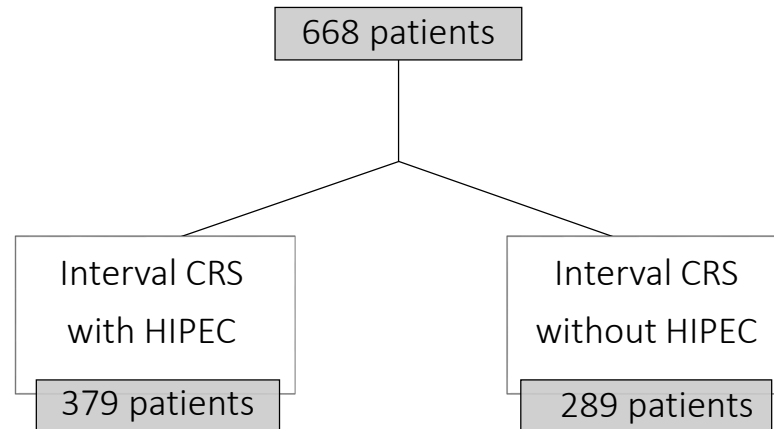 668 patients
Interval CRS
with HIPEC
379 patients
Interval CRS
without HIPEC
289 patients